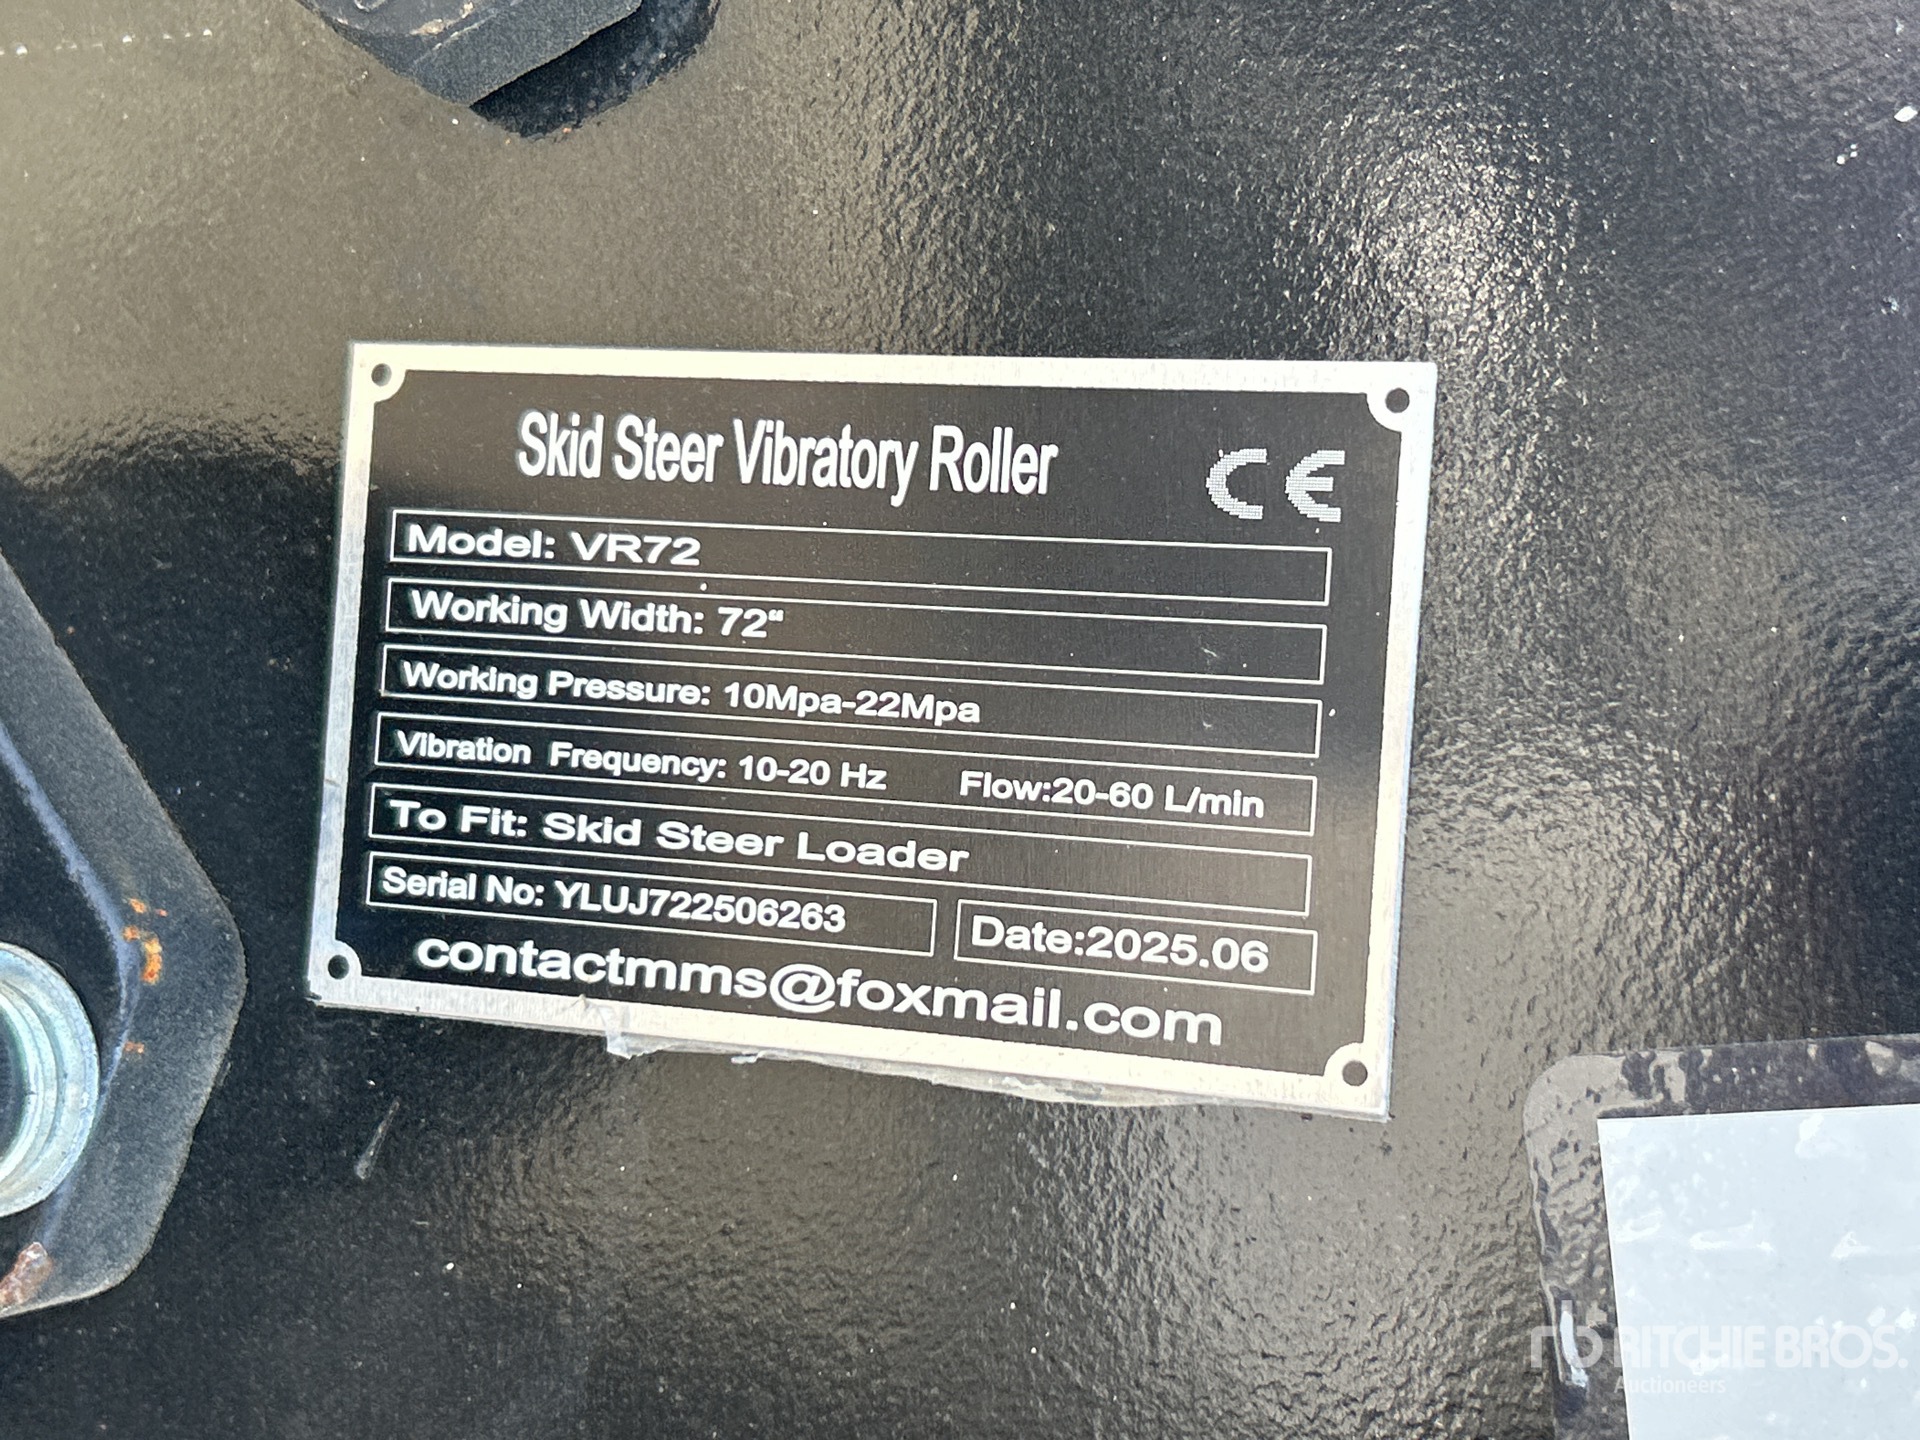 Skid Steer Vibratory Roller
CE
Model: VR72
Working Width: 72"
Working Pressure: 10Mpa-22Mpa
Vibration Frequency: 10-20 Hz Flow:20-60 L/min
To Fit: Skid Steer Loader
Serial No: YLUJ722506263 Date:2025.06
contactmms@foxmail.com
rb RITCHIE BROS.
Auctioneers